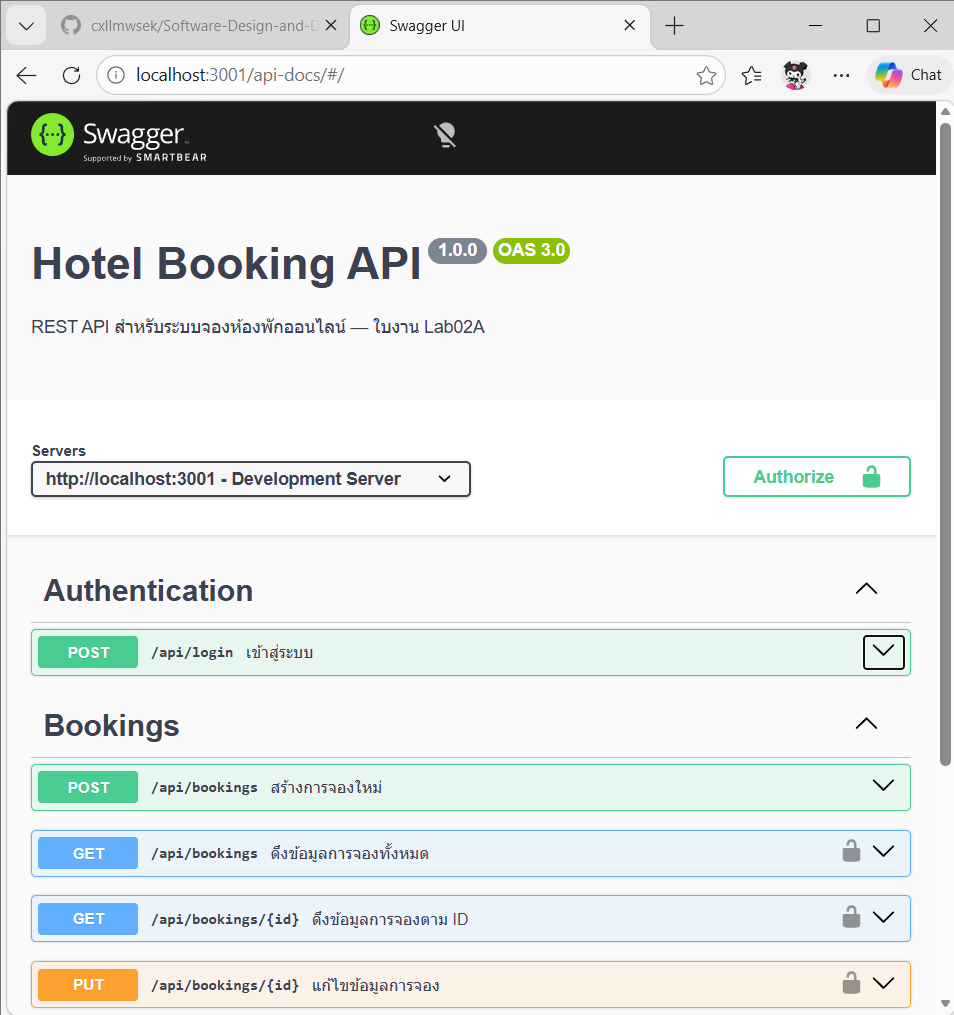 cxllmwsek/Software-Design-and-D
Swagger UI
localhost:3001/api-docs/#/
Chat
Swagger
Supported by SMARTBEAR
Hotel Booking API 1.0.0 OAS 3.0
REST API สำหรับระบบจองห้องพักออนไลน์ — ใบงาน Lab02A
Servers
http://localhost:3001 - Development Server
Authorize
Authentication
POST /api/login เข้าสู่ระบบ
Bookings
POST /api/bookings สร้างการจองใหม่
GET /api/bookings ดึงข้อมูลการจองทั้งหมด
GET /api/bookings/{id} ดึงข้อมูลการจองตาม ID
PUT /api/bookings/{id} แก้ไขข้อมูลการจอง